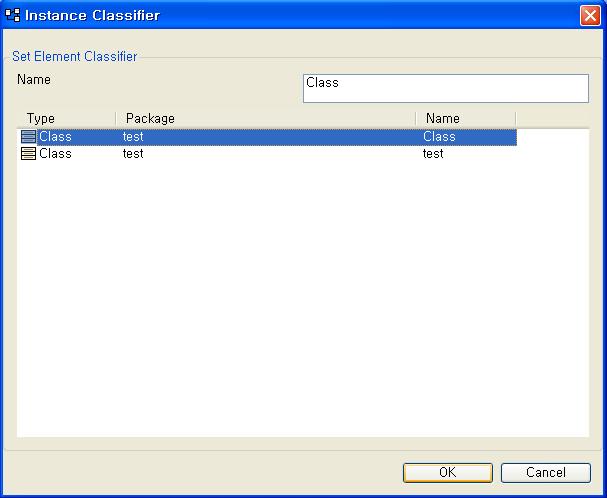 Instance Classifier
Set Element Classifier
Name Class
Type Package Name
Class test Class
Class test test
OK Cancel